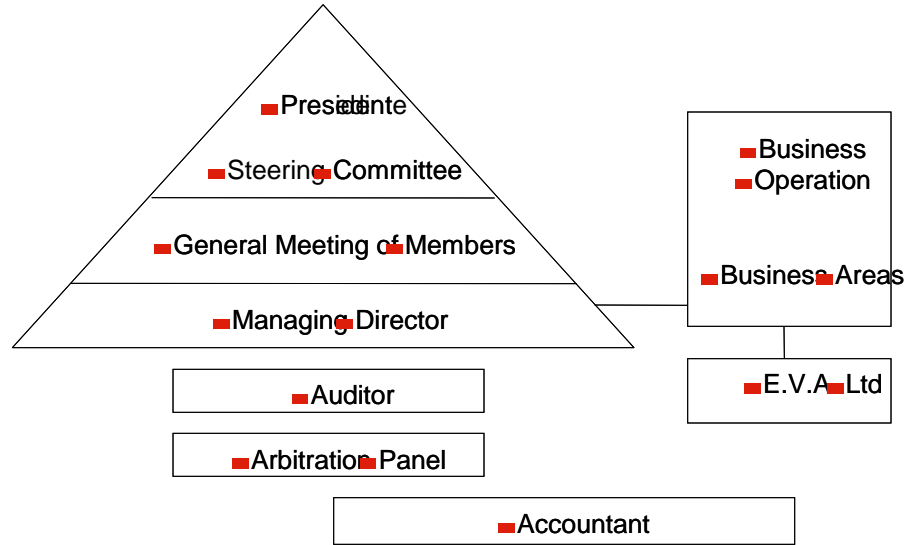 Presidente
Steering Committee
General Meeting of Members
Managing Director
Auditor
Arbitration Panel
Accountant
Business
Operation
Business Areas
E.V.A Ltd